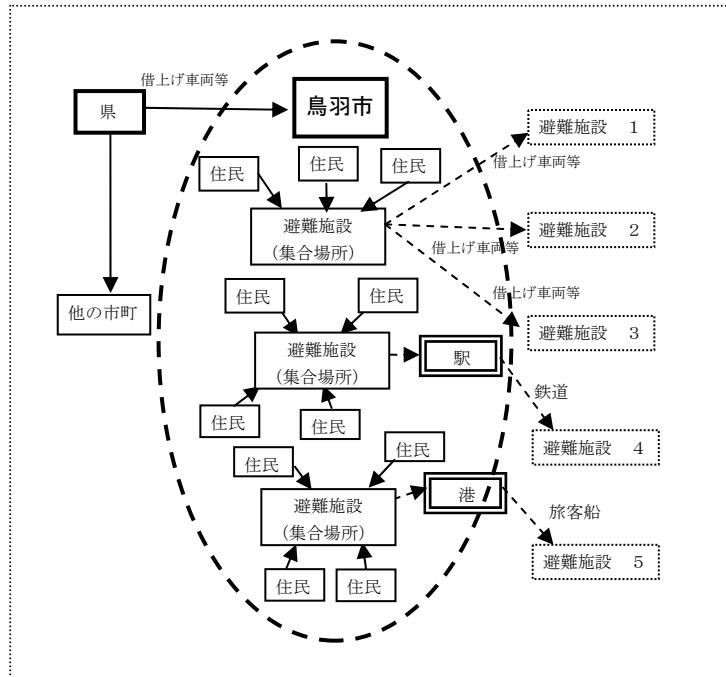 借上げ車両等
県
鳥羽市
避難施設　１
借上げ車両等
住民
住民
住民
避難施設
(集合場所)
避難施設　２
借上げ車両等
住民
住民
借上げ車両等
他の市町
避難施設
(集合場所)
駅
避難施設　３
鉄道
住民
住民
避難施設　４
住民
住民
避難施設
(集合場所)
港
旅客船
避難施設　５
住民
住民